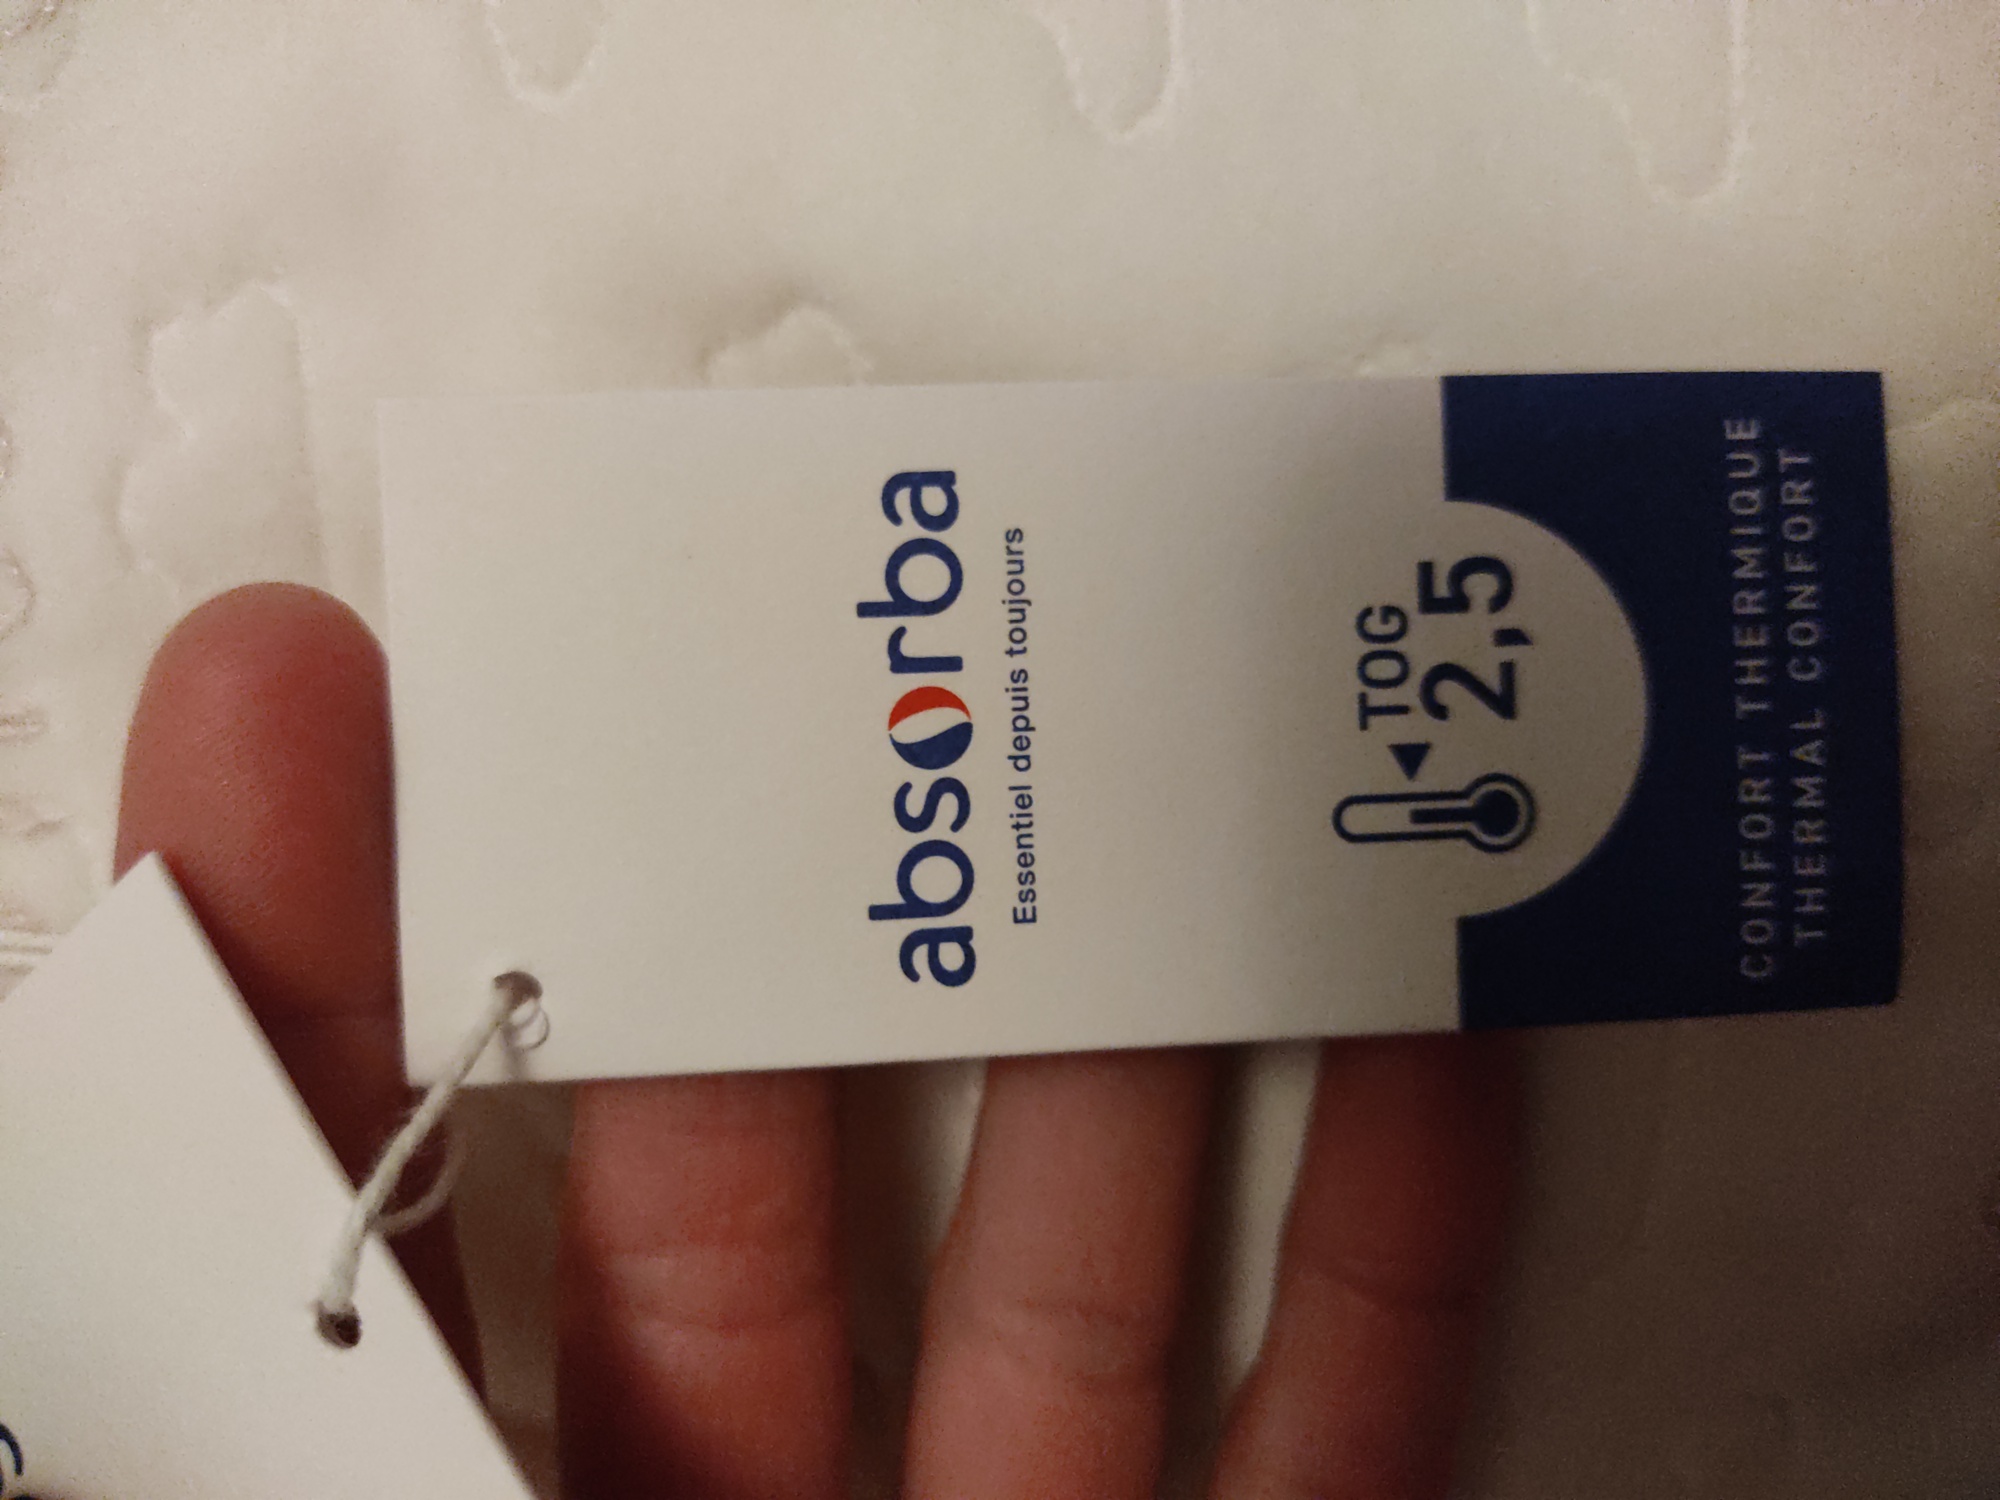 absorba
Essentiel depuis toujours
TOG
2,5
CONFORT THERMIQUE
THERMAL CONFORT